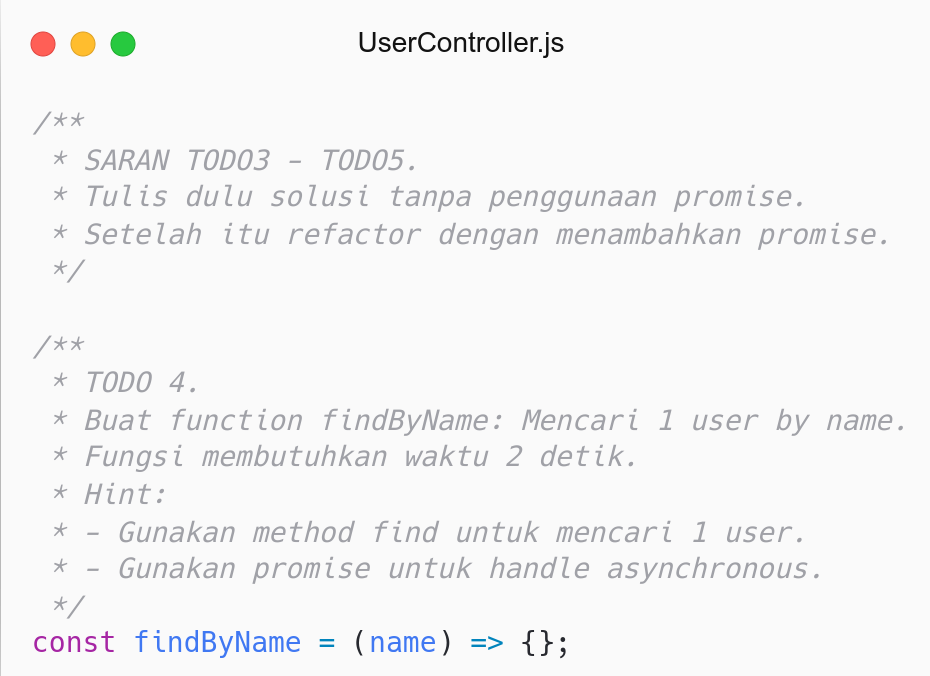 UserController.js
/**
 * SARAN TODO3 - TODO5.
 * Tulis dulu solusi tanpa penggunaan promise.
 * Setelah itu refactor dengan menambahkan promise.
 */
/**
 * TODO 4.
 * Buat function findByName: Mencari 1 user by name.
 * Fungsi membutuhkan waktu 2 detik.
 * Hint:
 * - Gunakan method find untuk mencari 1 user.
 * - Gunakan promise untuk handle asynchronous.
 */
const findByName = (name) => {};